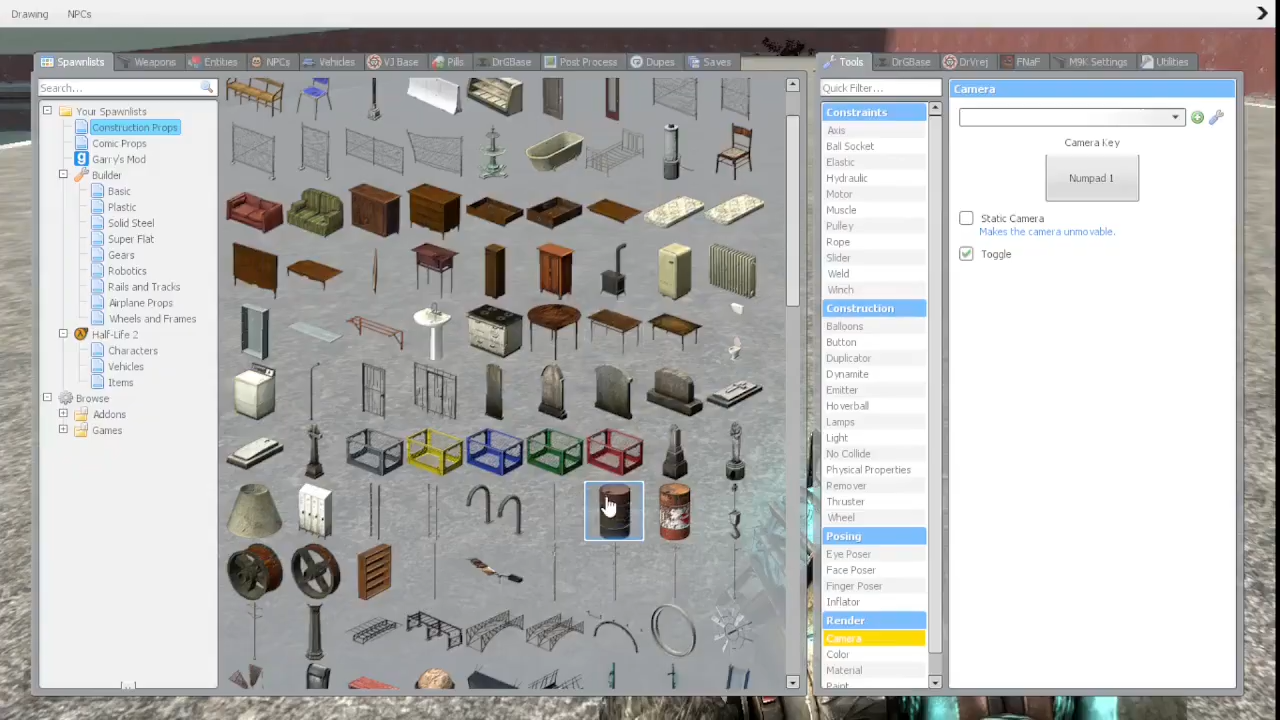 Drawing NPCs
Spawnlists Weapons Entities NPCs Vehicles VJ Base Pills DrGBase Post Process Dupes Saves
Tools DrGBase DrVrej FNaF M9K Settings Utilities
Search...
Your Spawnlists
Construction Props
Comic Props
Garry's Mod
Builder
Basic
Plastic
Solid Steel
Super Flat
Gears
Robotics
Rails and Tracks
Airplane Props
Wheels and Frames
Half-Life 2
Characters
Vehicles
Items
Browse
Addons
Games
Quick Filter...
Constraints
Axis
Ball Socket
Elastic
Hydraulic
Motor
Muscle
Pulley
Rope
Slider
Weld
Winch
Construction
Balloons
Button
Duplicator
Dynamite
Emitter
Hoverball
Lamps
Light
No Collide
Physical Properties
Remover
Thruster
Wheel
Posing
Eye Poser
Face Poser
Finger Poser
Inflator
Render
Camera
Color
Material
Paint
Camera
Camera Key
Numpad 1
Static Camera
Makes the camera unmovable.
Toggle